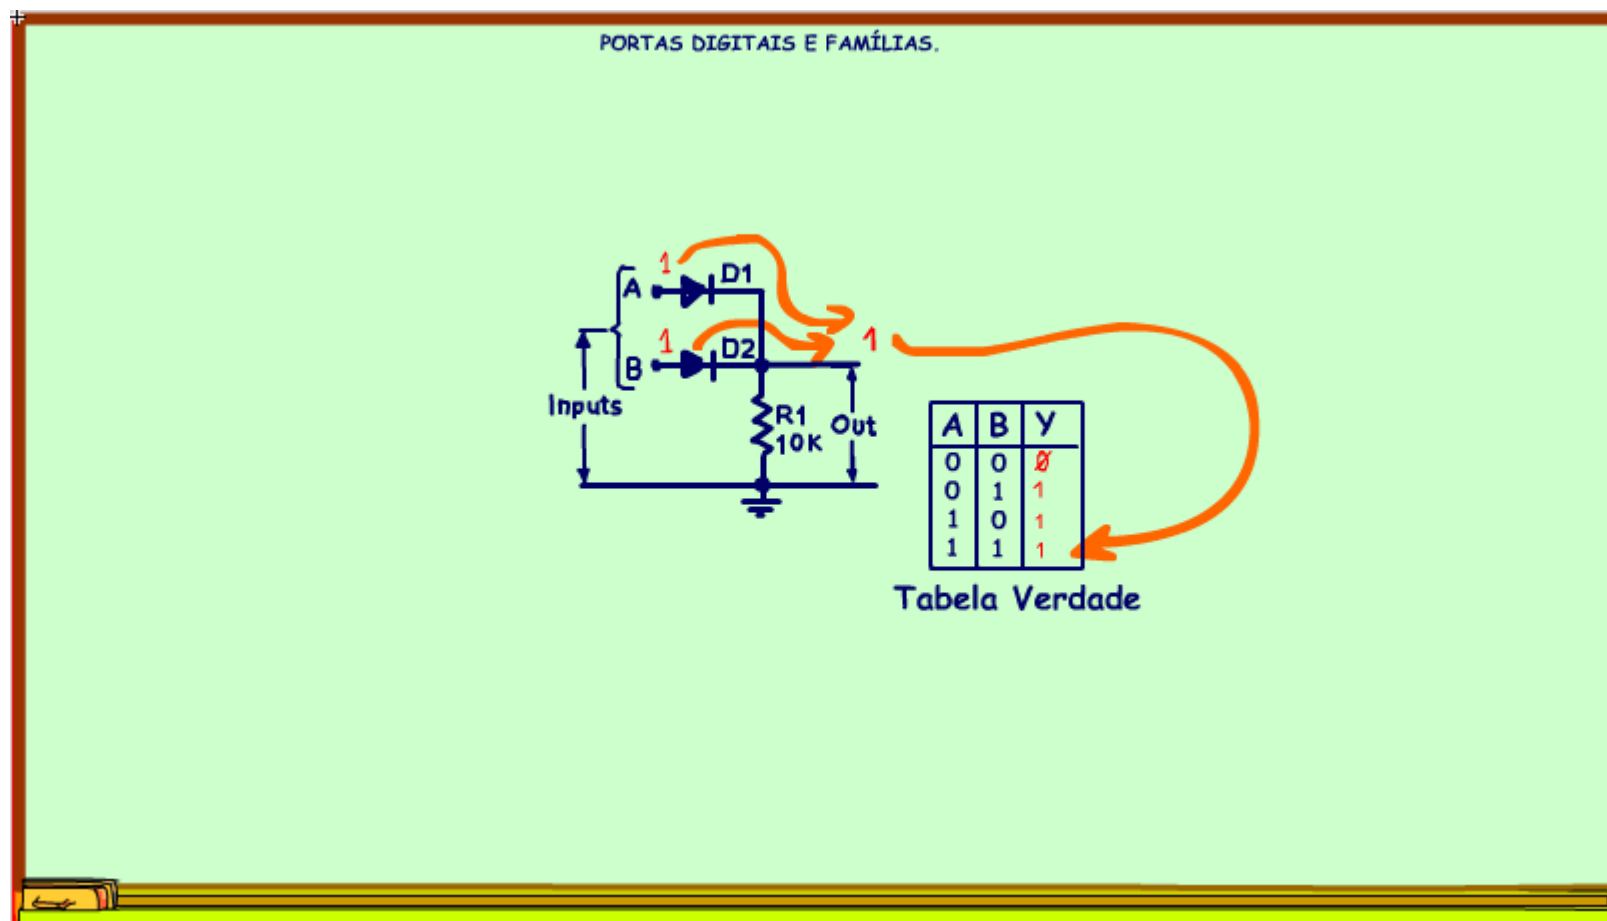 PORTAS DIGITAIS E FAMÍLIAS.
1
A
D1
1
B
D2
1
Inputs
R1
10K
Out
A B Y
0 0 0
0 1 1
1 0 1
1 1 1
Tabela Verdade